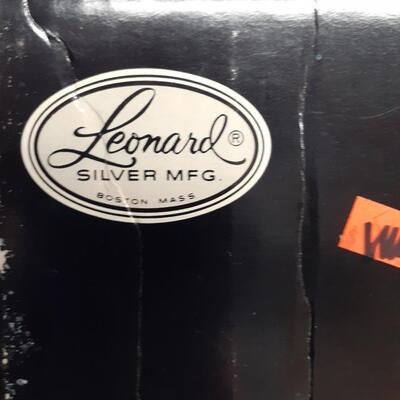 Leonard®
SILVER MFG.
BOSTON MASS
$